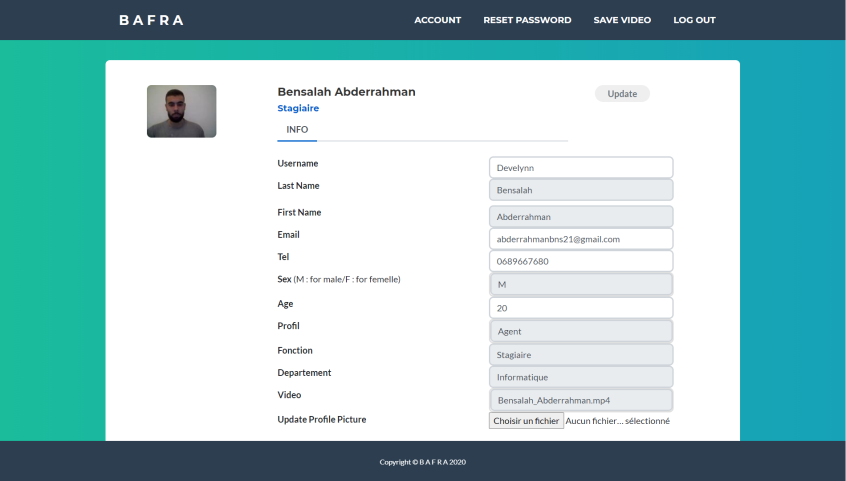 B A F R A ACCOUNT RESET PASSWORD SAVE VIDEO LOG OUT
Bensalah Abderrahman Update
Stagiaire
INFO
Username Develynn
Last Name Bensalah
First Name Abderrahman
Email abderrahmanbns21@gmail.com
Tel 0689667680
Sex (M : for male/F : for femelle) M
Age 20
Profil Agent
Fonction Stagiaire
Departement Informatique
Video Bensalah_Abderrahman.mp4
Update Profile Picture Choisir un fichier Aucun fichier... sélectionné
Copyright © B A F R A 2020